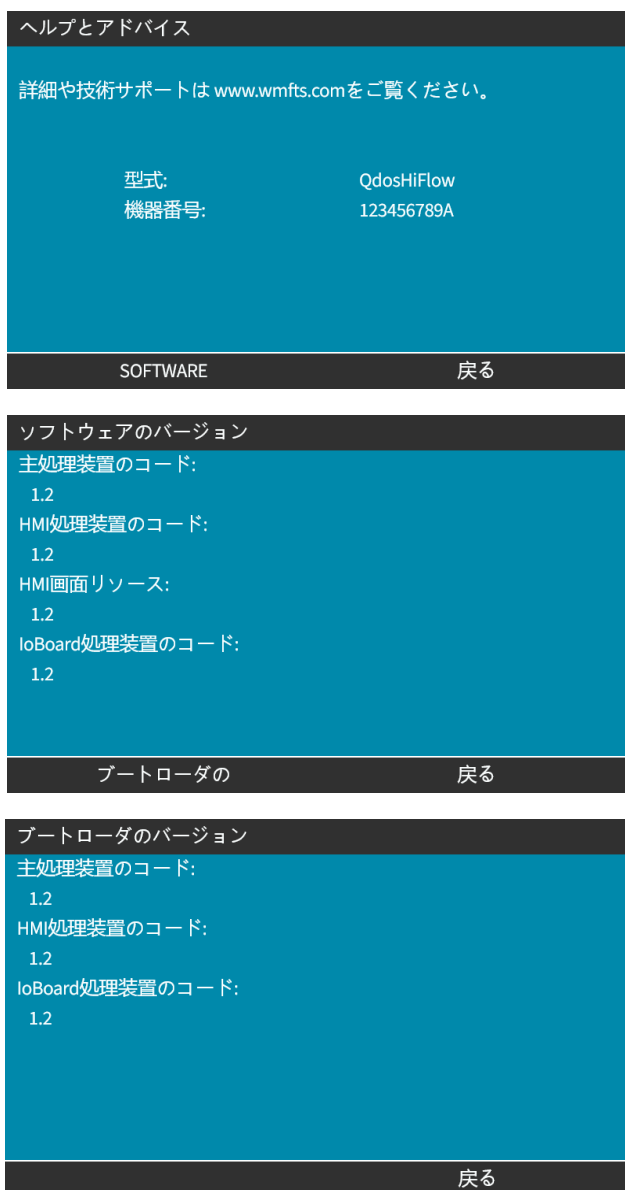 ヘルプとアドバイス
詳細や技術サポートは www.wmfts.comをご覧ください。
型式: QdosHiFlow
機器番号: 123456789A
SOFTWARE 戻る
ソフトウェアのバージョン
主処理装置のコード:
1.2
HMI処理装置のコード:
1.2
HMI画面リソース:
1.2
IoBoard処理装置のコード:
1.2
ブートローダの 戻る
ブートローダのバージョン
主処理装置のコード:
1.2
HMI処理装置のコード:
1.2
IoBoard処理装置のコード:
1.2
戻る